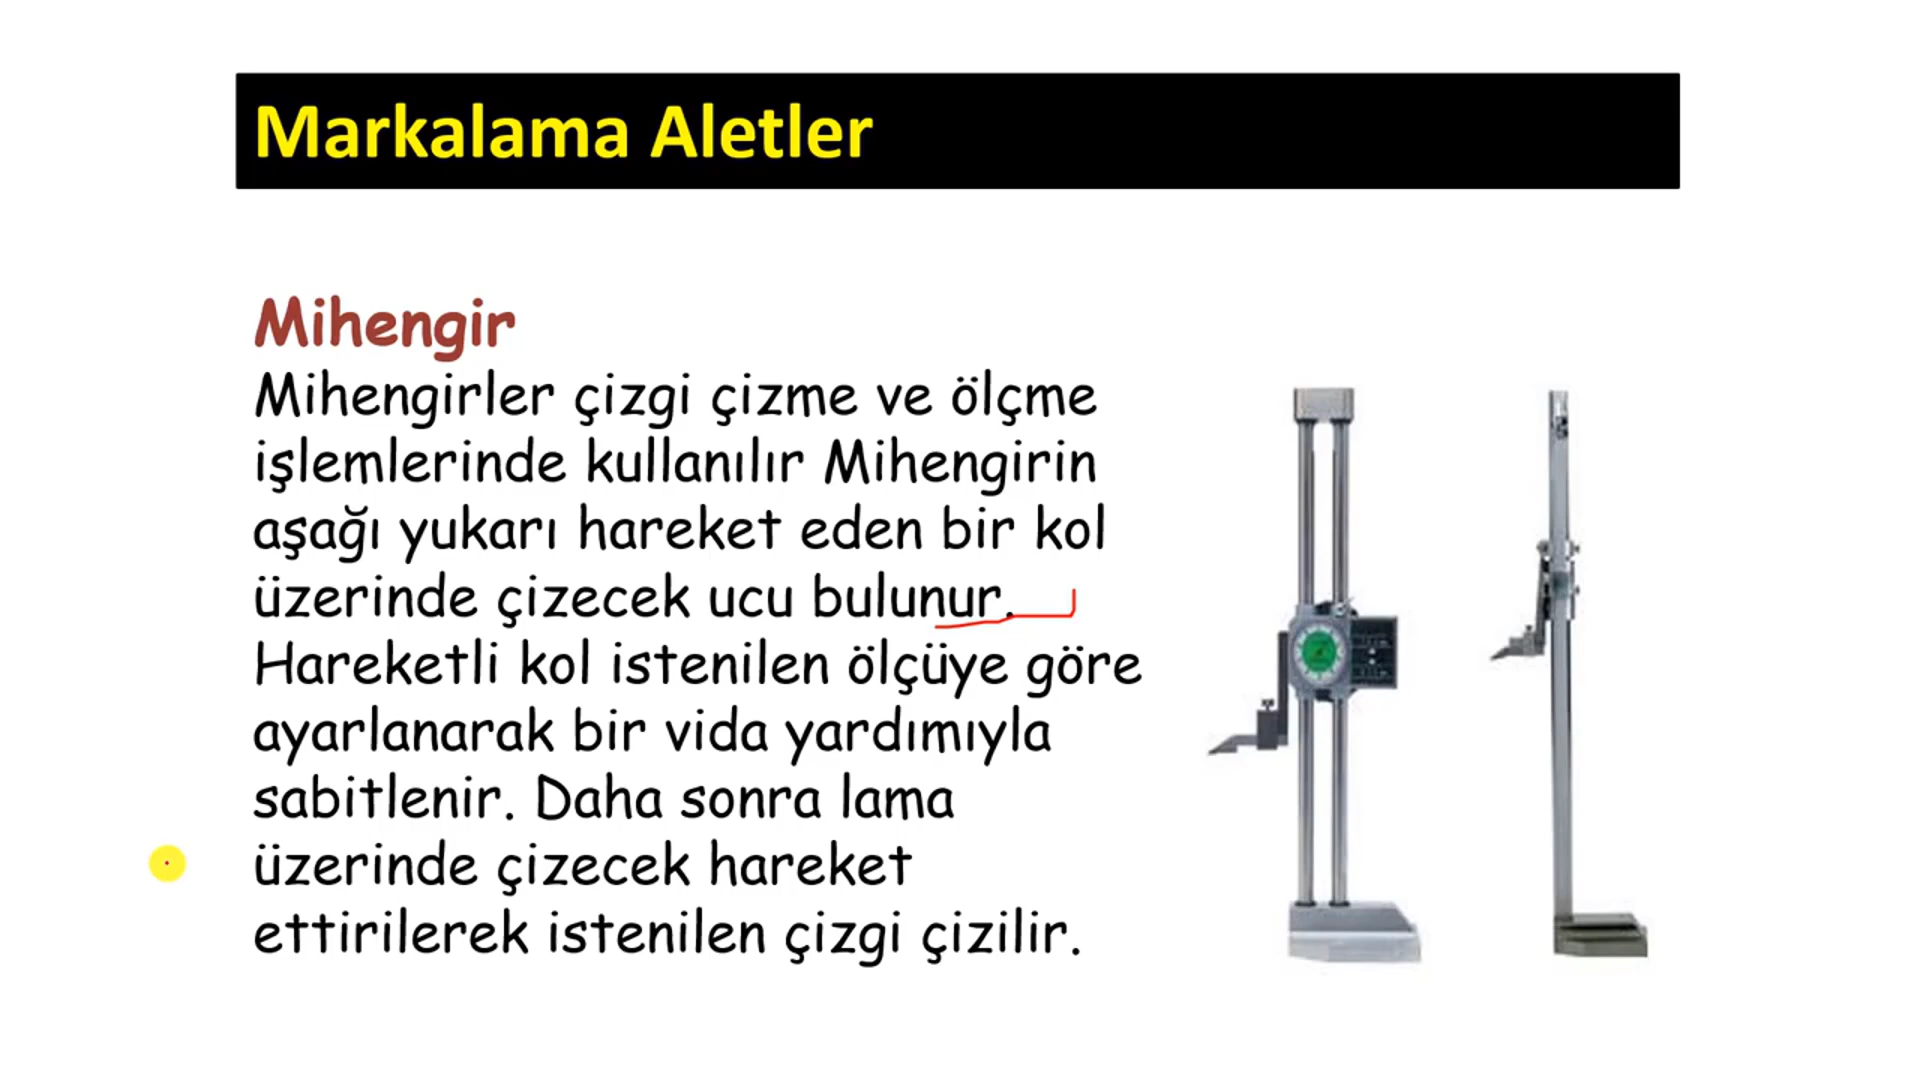 Markalama Aletler
Mihengir
Mihengirler çizgi çizme ve ölçme
işlemlerinde kullanılır Mihengirin
aşağı yukarı hareket eden bir kol
üzerinde çizecek ucu bulunur.
Hareketli kol istenilen ölçüye göre
ayarlanarak bir vida yardımıyla
sabitlenir. Daha sonra lama
üzerinde çizecek hareket
ettirilerek istenilen çizgi çizilir.